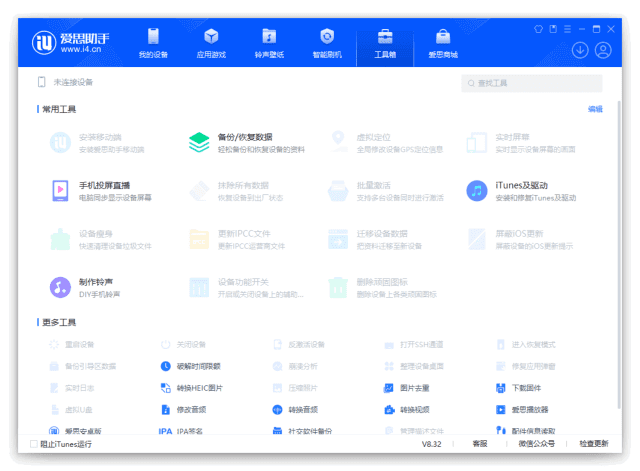 iU 爱思助手
www.i4.cn
我的设备
应用游戏
铃声壁纸
智能刷机
工具箱
爱思商城
未连接设备
查找工具
常用工具
编辑
安装移动端
安装爱思助手移动端
备份/恢复数据
轻松备份和恢复设备的资料
虚拟定位
全局修改设备GPS定位信息
实时屏幕
实时显示设备屏幕的画面
手机投屏直播
电脑同步显示设备屏幕
抹除所有数据
恢复设备到出厂状态
批量激活
支持多台设备同时进行激活
iTunes及驱动
安装和修复iTunes及驱动
设备瘦身
快速清理设备垃圾文件
更新IPCC文件
更新IPCC运营商文件
迁移设备数据
把资料迁移至新设备
屏蔽iOS更新
屏蔽设备的iOS更新提示
制作铃声
DIY手机铃声
设备功能开关
开启或关闭设备上的辅助...
删除顽固图标
删除设备上各类顽固图标
更多工具
重启设备
关闭设备
反激活设备
打开SSH通道
进入恢复模式
备份引导区数据
破解时间限额
崩溃分析
整理设备桌面
修复应用弹窗
实时日志
转换HEIC图片
压缩照片
图片去重
下载固件
虚拟U盘
修改音频
转换音频
转换视频
爱思播放器
爱思安卓版
IPA IPA签名
社交软件备份
管理描述文件
配件信息读取
阻止iTunes运行
V8.32
客服
微信公众号
检查更新